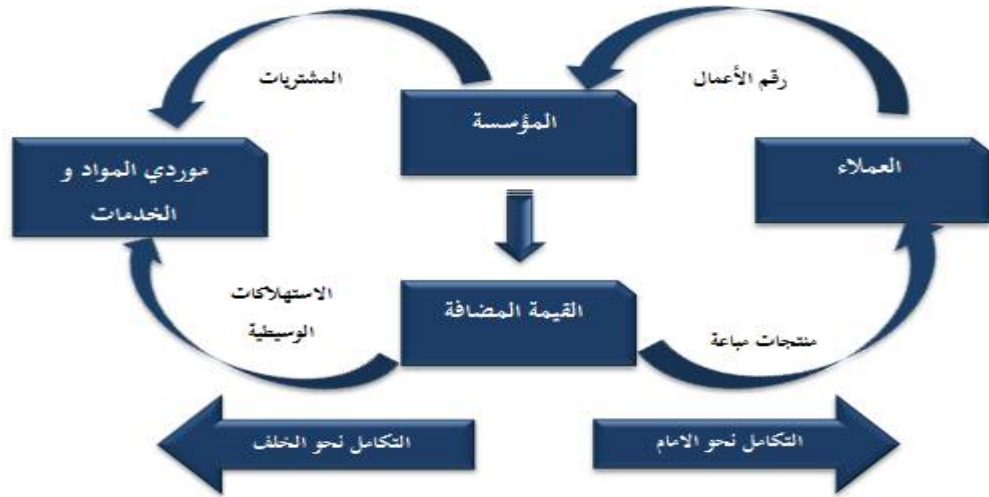 رقم الأعمال
المشتريات
المؤسسة
العملاء
موردي المواد و
الخدمات
القيمة المضافة
الاستهلاكات
الوسيطية
منتجات مباعة
التكامل نحو الامام
التكامل نحو الخلف